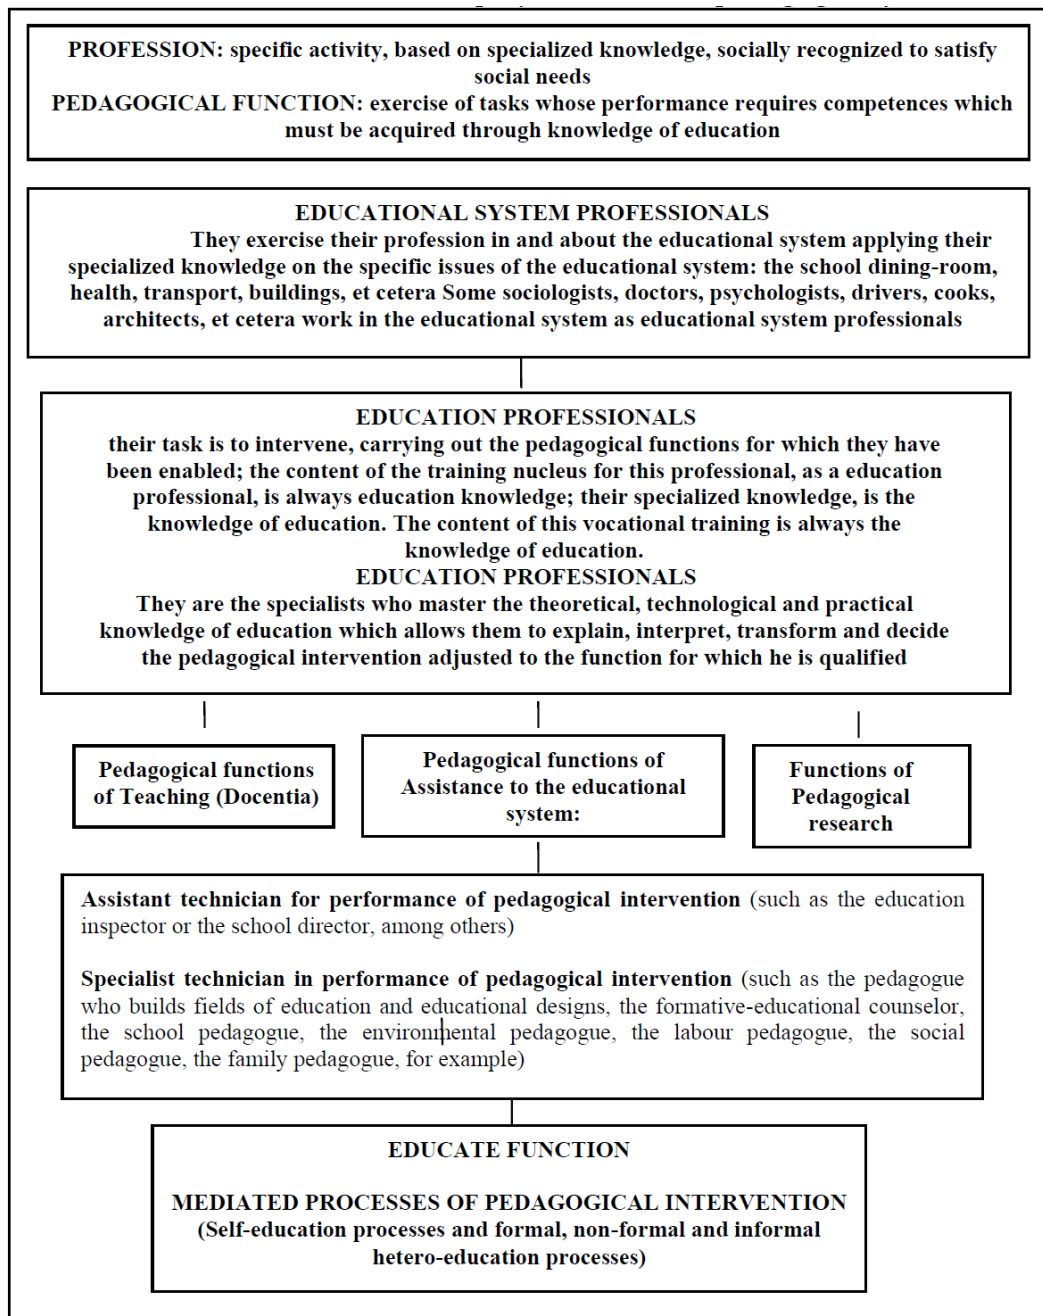 PROFESSION: specific activity, based on specialized knowledge, socially recognized to satisfy
social needs
PEDAGOGICAL FUNCTION: exercise of tasks whose performance requires competences which
must be acquired through knowledge of education
EDUCATIONAL SYSTEM PROFESSIONALS
They exercise their profession in and about the educational system applying their
specialized knowledge on the specific issues of the educational system: the school dining-room,
health, transport, buildings, et cetera Some sociologists, doctors, psychologists, drivers, cooks,
architects, et cetera work in the educational system as educational system professionals
EDUCATION PROFESSIONALS
their task is to intervene, carrying out the pedagogical functions for which they have
been enabled; the content of the training nucleus for this professional, as a education
professional, is always education knowledge; their specialized knowledge, is the
knowledge of education. The content of this vocational training is always the
knowledge of education.
EDUCATION PROFESSIONALS
They are the specialists who master the theoretical, technological and practical
knowledge of education which allows them to explain, interpret, transform and decide
the pedagogical intervention adjusted to the function for which he is qualified
Pedagogical functions
of Teaching (Docentia)
Pedagogical functions of
Assistance to the educational
system:
Functions of
Pedagogical
research
Assistant technician for performance of pedagogical intervention (such as the education
inspector or the school director, among others)
Specialist technician in performance of pedagogical intervention (such as the pedagogue
who builds fields of education and educational designs, the formative-educational counselor,
the school pedagogue, the environmental pedagogue, the labour pedagogue, the social
pedagogue, the family pedagogue, for example)
EDUCATE FUNCTION
MEDIATED PROCESSES OF PEDAGOGICAL INTERVENTION
(Self-education processes and formal, non-formal and informal
hetero-education processes)